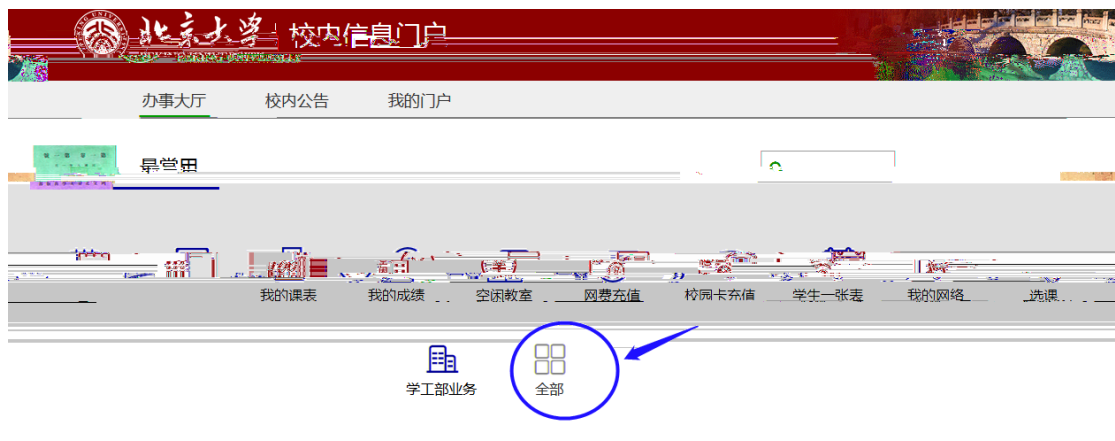 北京大学 校内信息门户
办事大厅 校内公告 我的门户
最常用
我的课表 我的成绩 空闲教室 网费充值 校园卡充值 学生一张表 我的网络 选课
学工部业务 全部